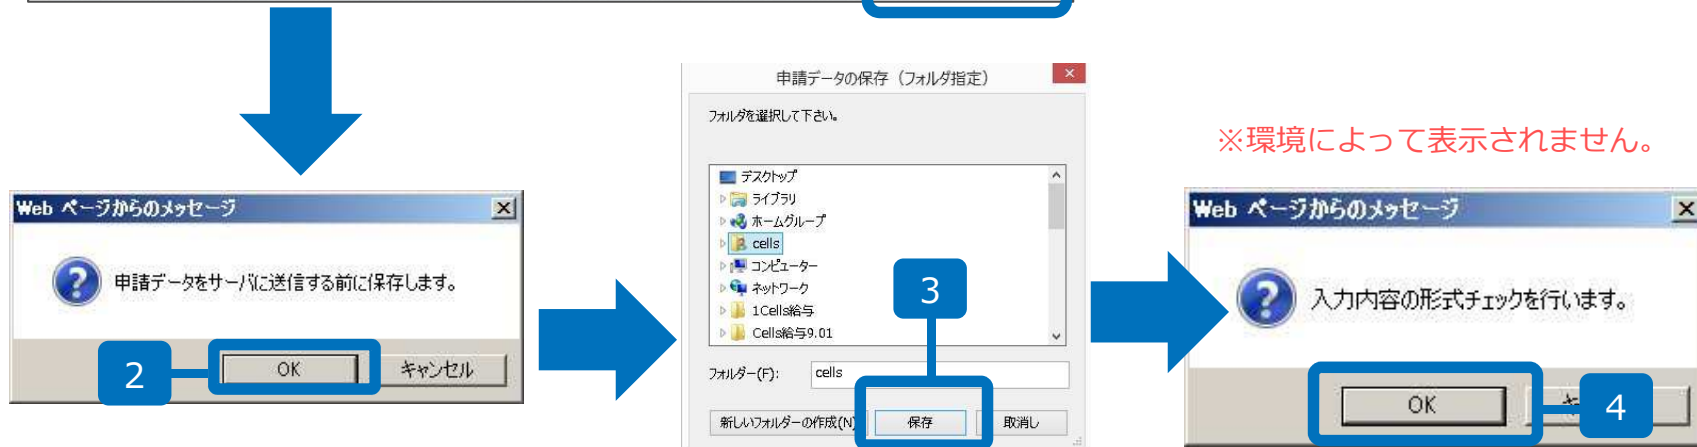 申請データの保存（フォルダ指定）
フォルダを選択して下さい。
※環境によって表示されません。
デスクトップ
ライブラリ
ホームグループ
cells
コンピューター
ネットワーク
1Cells給与
Cells給与9.01
フォルダー(F): cells
新しいフォルダーの作成(N)
保存
取消し
3
Web ページからのメッセージ
申請データをサーバに送信する前に保存します。
2
OK
キャンセル
Web ページからのメッセージ
入力内容の形式チェックを行います。
OK
4